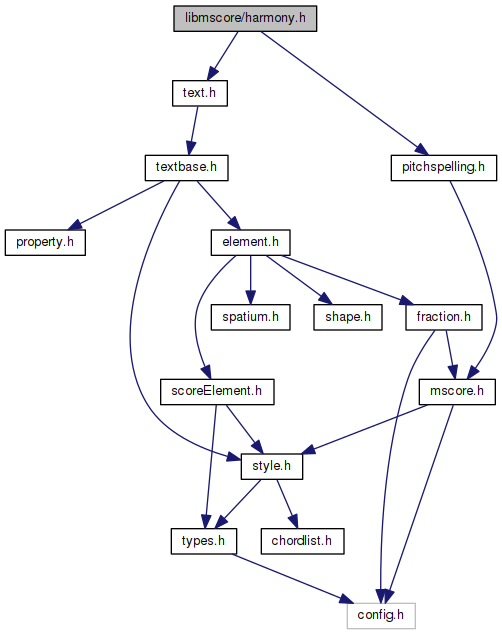 libmscore/harmony.h
text.h
textbase.h
pitchspelling.h
property.h
element.h
spatium.h
shape.h
fraction.h
scoreElement.h
mscore.h
style.h
types.h
chordlist.h
config.h